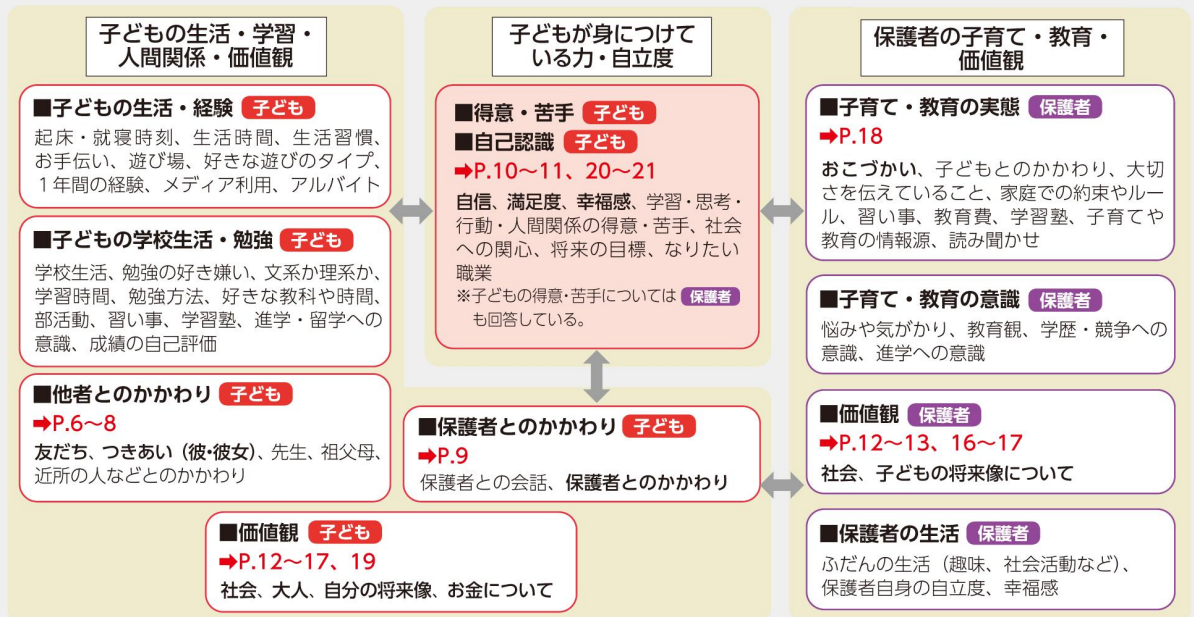 子どもの生活・学習・
人間関係・価値観
■子どもの生活・経験 子ども
起床・就寝時刻、生活時間、生活習慣、
お手伝い、遊び場、好きな遊びのタイプ、
1年間の経験、メディア利用、アルバイト
■子どもの学校生活・勉強 子ども
学校生活、勉強の好き嫌い、文系か理系か、
学習時間、勉強方法、好きな教科や時間、
部活動、習い事、学習塾、進学・留学への
意識、成績の自己評価
■他者とのかかわり 子ども
➡P.6～8
友だち、つきあい（彼・彼女）、先生、祖父母、
近所の人などとのかかわり
■価値観 子ども
➡P.12～17、19
社会、大人、自分の将来像、お金について
子どもが身につけて
いる力・自立度
■得意・苦手 子ども
■自己認識 子ども
➡P.10～11、20～21
自信、満足度、幸福感、学習・思考・
行動・人間関係の得意・苦手、社会
への関心、将来の目標、なりたい
職業
※子どもの得意・苦手については 保護者
も回答している。
■保護者とのかかわり 子ども
➡P.9
保護者との会話、保護者とのかかわり
保護者の子育て・教育・
価値観
■子育て・教育の実態 保護者
➡P.18
おこづかい、子どもとのかかわり、大切
さを伝えていること、家庭での約束やルー
ル、習い事、教育費、学習塾、子育てや
教育の情報源、読み聞かせ
■子育て・教育の意識 保護者
悩みや気がかり、教育観、学歴・競争への
意識、進学への意識
■価値観 保護者
➡P.12～13、16～17
社会、子どもの将来像について
■保護者の生活 保護者
ふだんの生活（趣味、社会活動など）、
保護者自身の自立度、幸福感